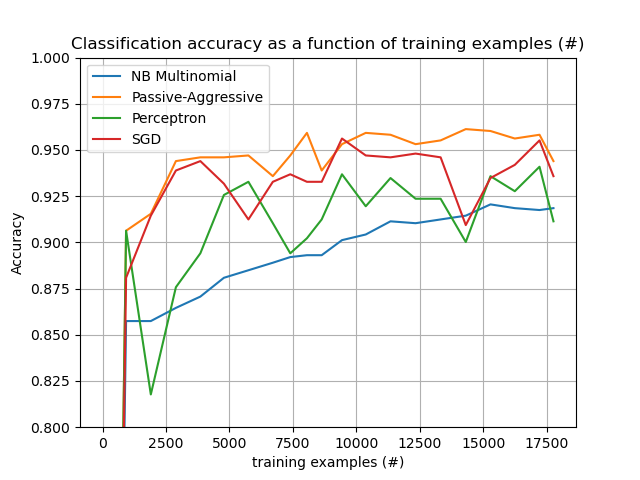 Classification accuracy as a function of training examples (#)
NB Multinomial
Passive-Aggressive
Perceptron
SGD
Accuracy
1.000
0.975
0.950
0.925
0.900
0.875
0.850
0.825
0.800
0
2500
5000
7500
10000
12500
15000
17500
training examples (#)